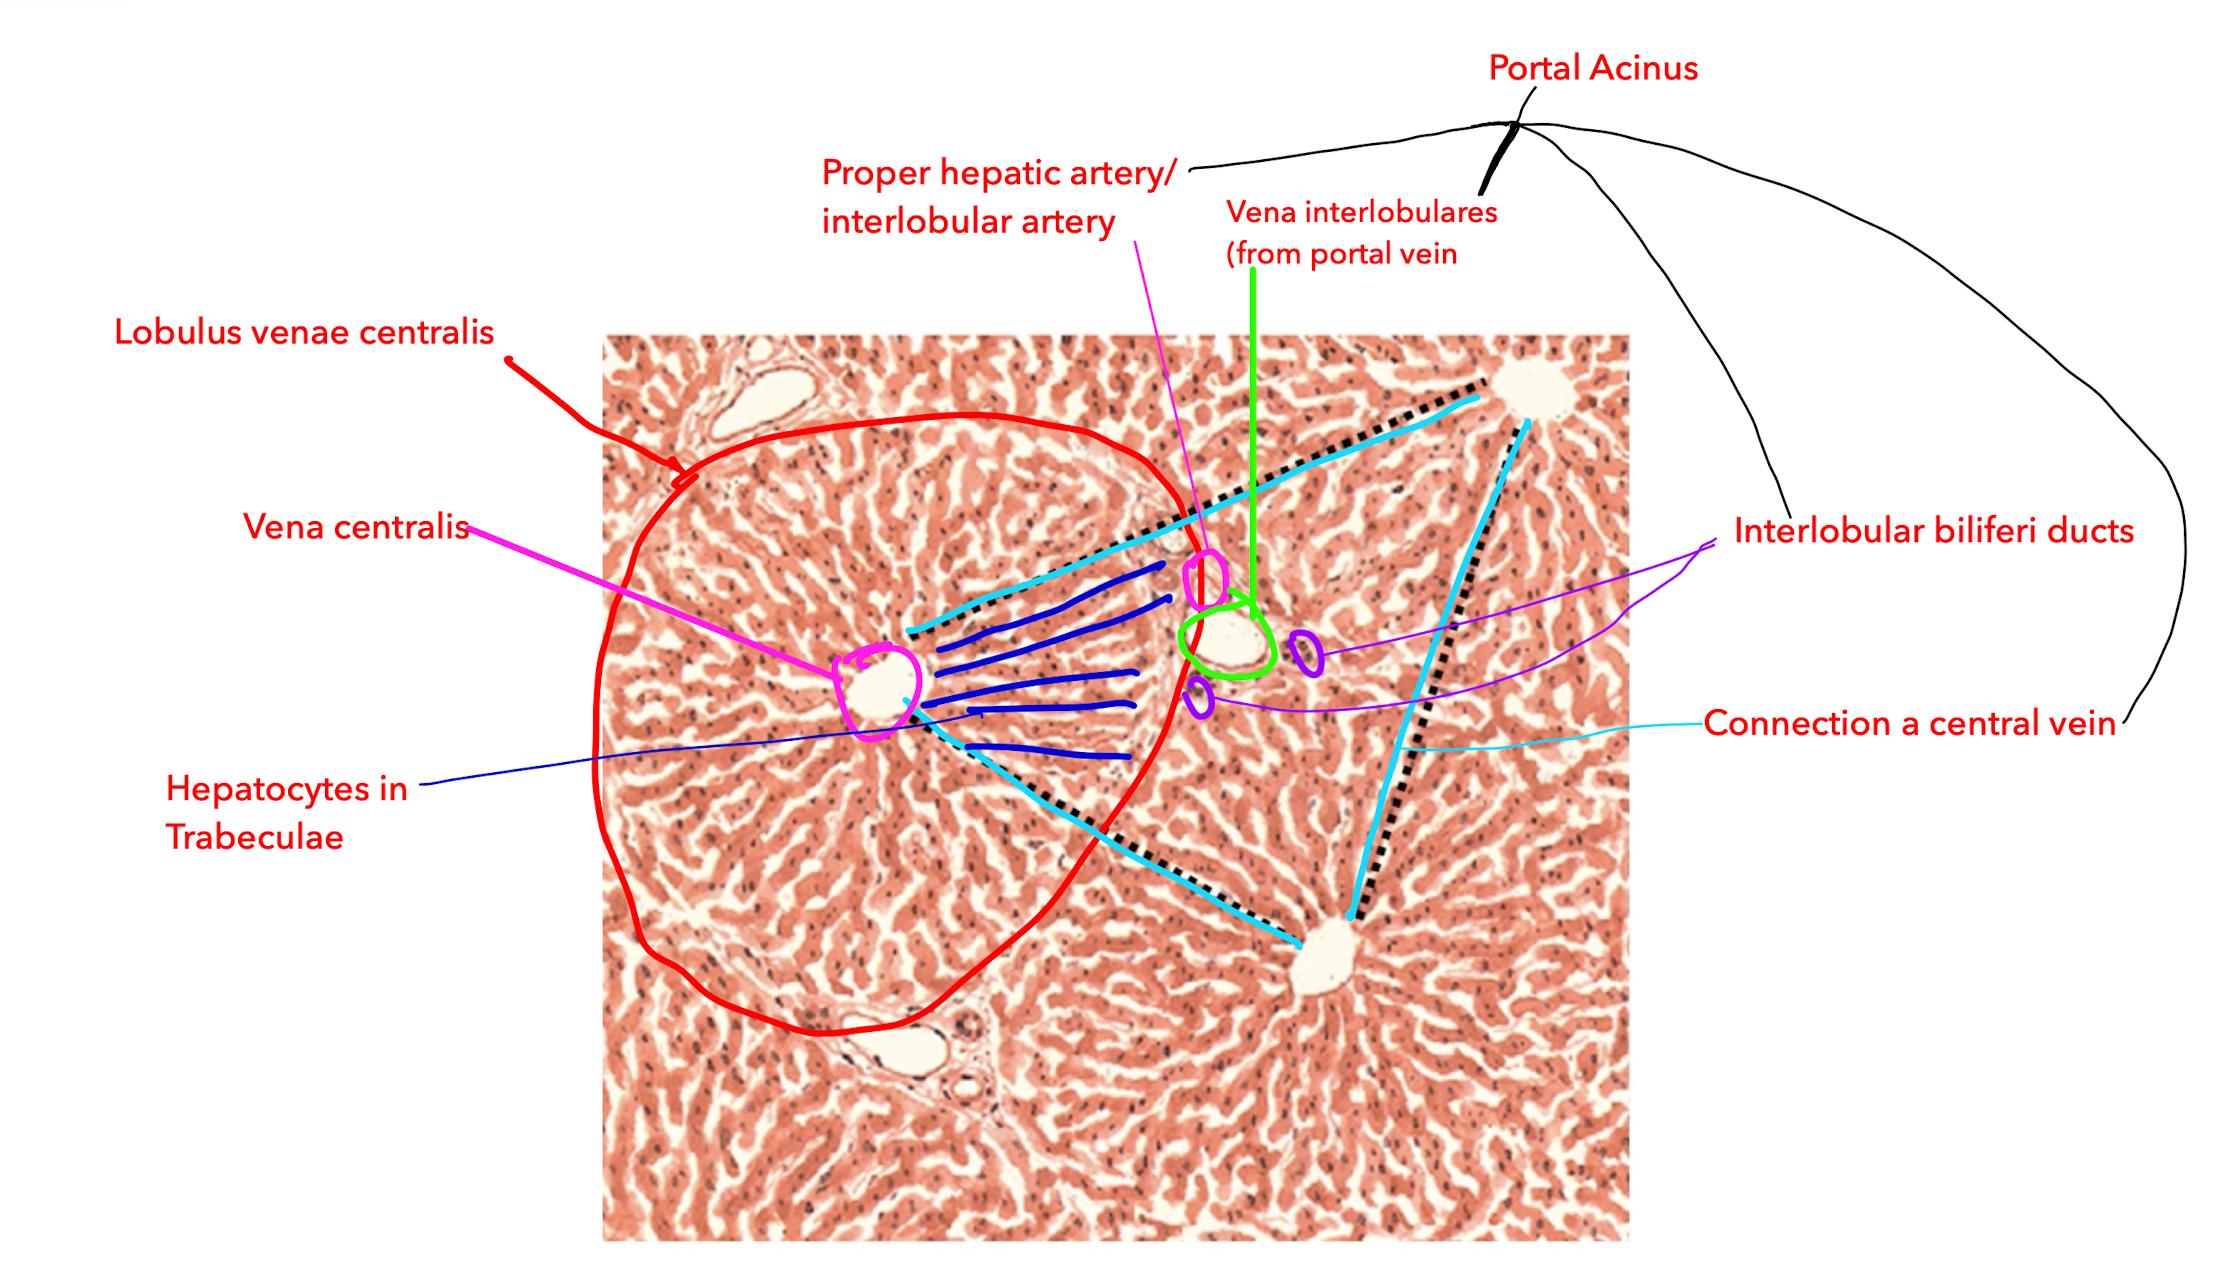 Portal Acinus
Proper hepatic artery/
interlobular artery
Vena interlobulares
(from portal vein
Lobulus venae centralis
Vena centralis
Interlobular biliferi ducts
Connection a central vein
Hepatocytes in
Trabeculae